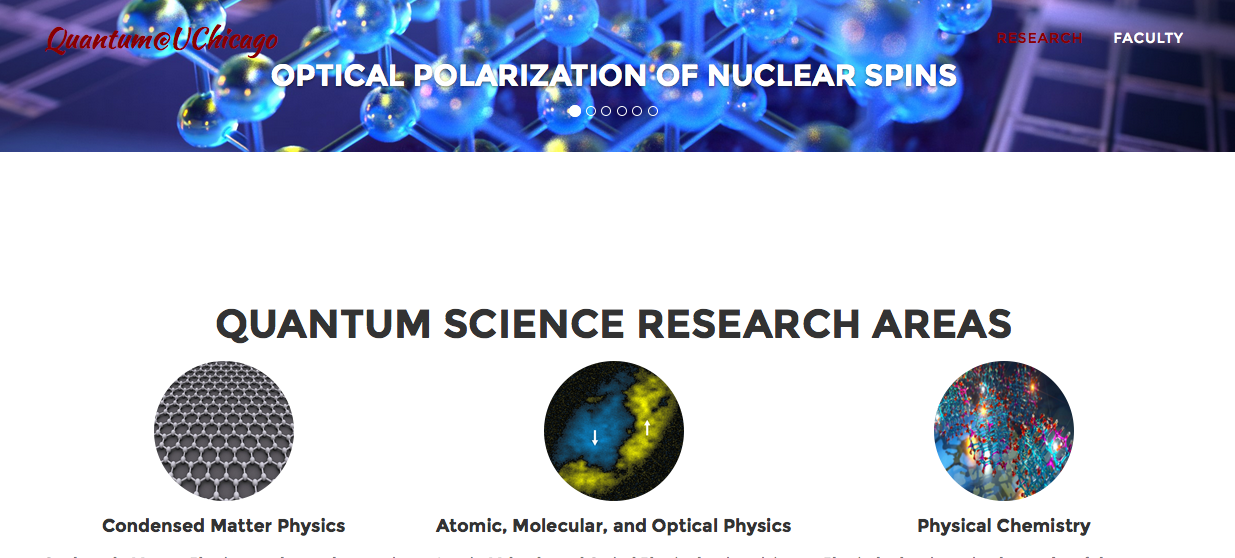 Quantum@UChicago
RESEARCH FACULTY
OPTICAL POLARIZATION OF NUCLEAR SPINS
QUANTUM SCIENCE RESEARCH AREAS
Condensed Matter Physics
Atomic, Molecular, and Optical Physics
Physical Chemistry